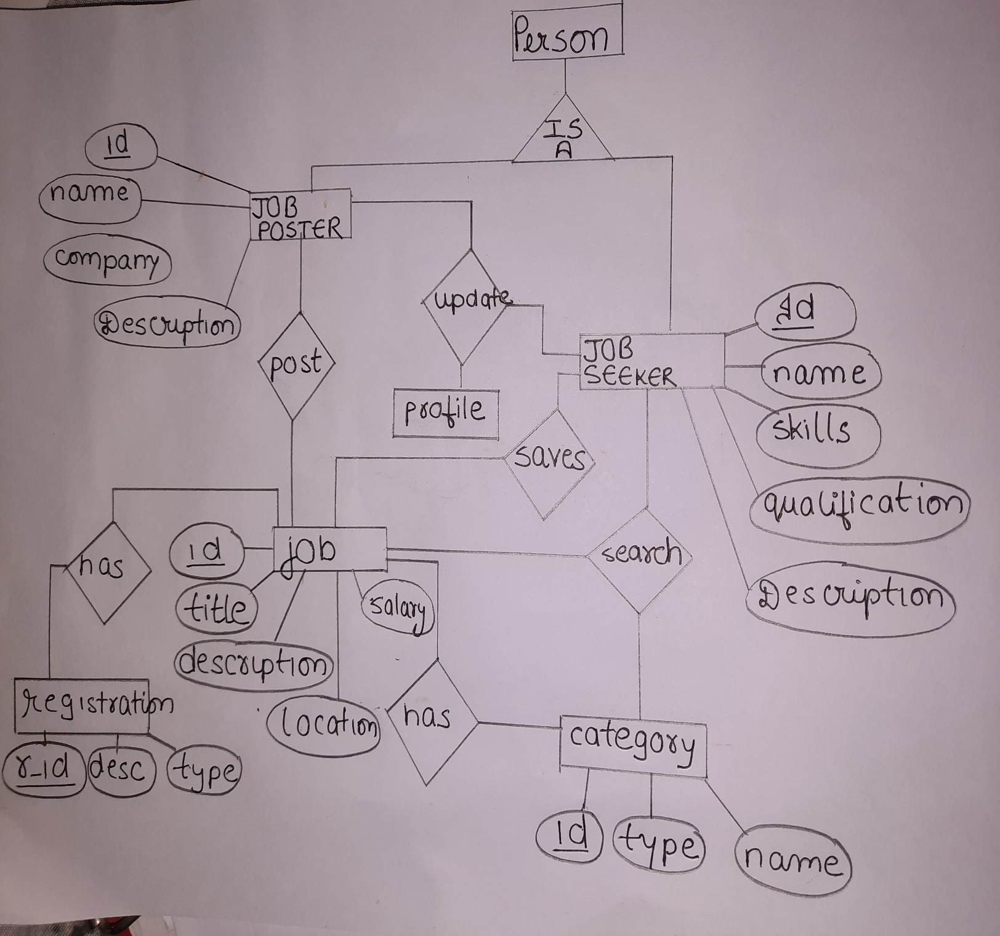 Person
IS
A
id
name
company
Description
JOB
POSTER
update
post
profile
JOB
SEEKER
Id
name
skills
qualification
Description
saves
search
has
id
job
title
salary
description
location
has
registration
r_id
desc
type
category
id
type
name